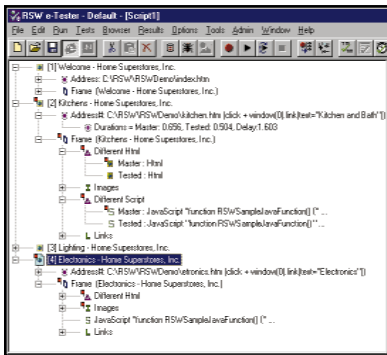 RSW e-Tester - Default - [Script1]
File Edit Run Tests Browser Results Options Tools Admin Window Help
[1] Welcome - Home Superstores, Inc.
Address: C:\RSW\RSWDemo\index.htm
Frame (Welcome - Home Superstores, Inc.)
[2] Kitchens - Home Superstores, Inc.
Address#: C:\RSW\RSWDemo\kitchen.htm (click + window(0).link(text="Kitchen and Bath"))
Durations = Master: 0.656, Tested: 0.504, Delay:1.603
Frame (Kitchens - Home Superstores, Inc.)
Different Html
Master : Html
Tested : Html
Images
Different Script
Master : JavaScript "function RSWSampleJavaFunction() {" ...
Tested : JavaScript "function RSWSampleJavaFunction()" ...
Links
[3] Lighting - Home Superstores, Inc.
[4] Electronics - Home Superstores, Inc.
Address#: C:\RSW\RSWDemo\etronics.htm (click + window(0).link(text="Electronics"))
Frame (Electronics - Home Superstores, Inc.)
Different Html
Images
JavaScript "function RSWSampleJavaFunction() {" ...
Links